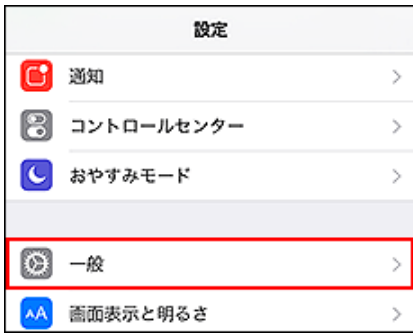 設定
通知
コントロールセンター
おやすみモード
一般
AA 画面表示と明るさ